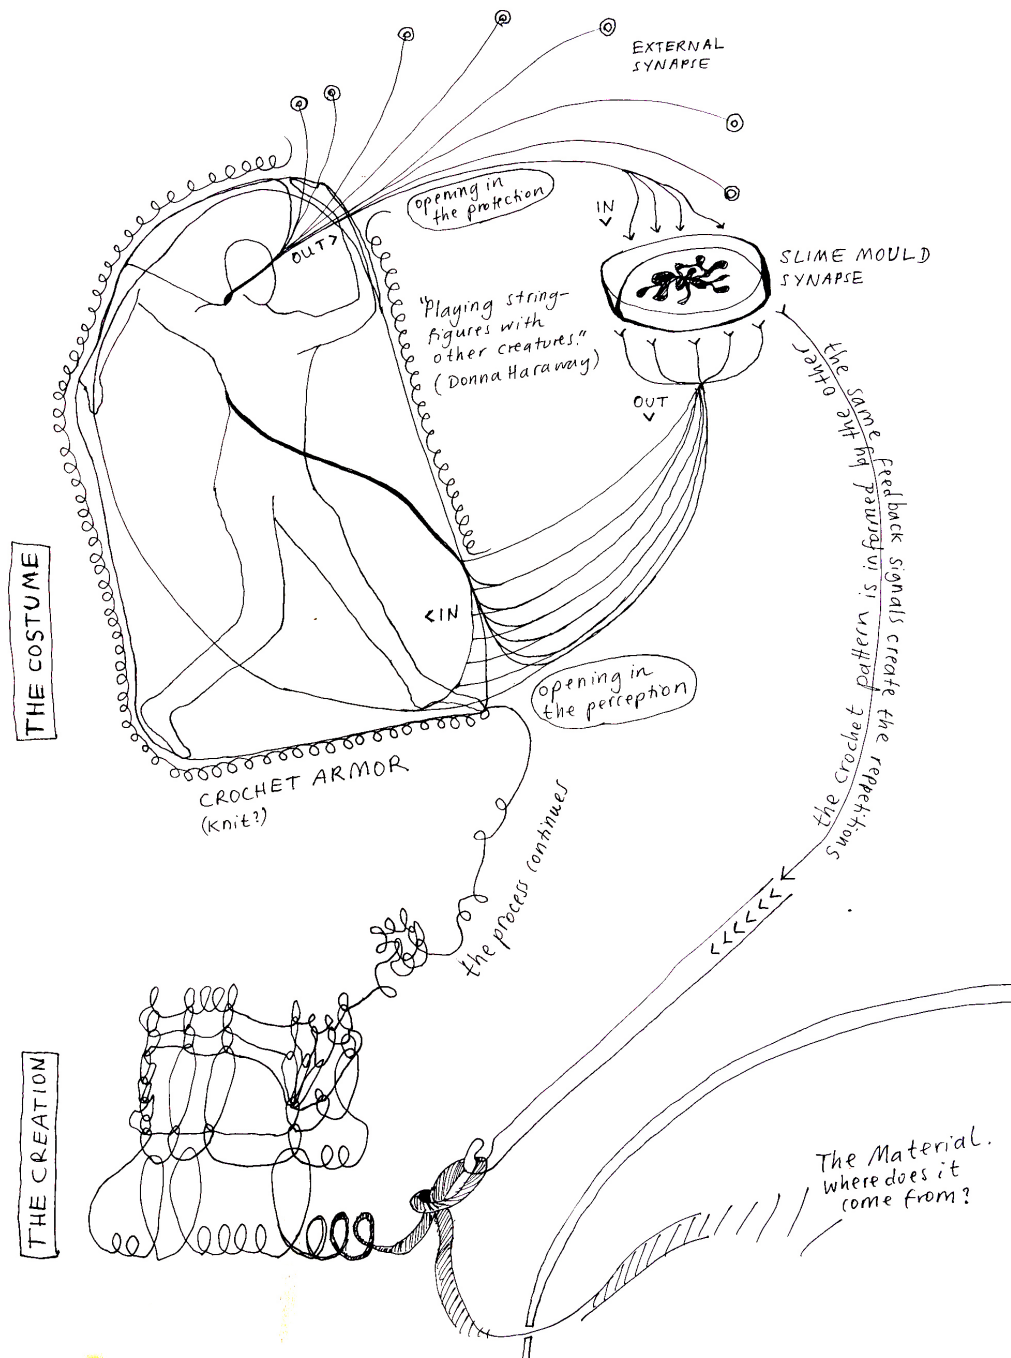 EXTERNAL
SYNAPSE
opening in
the protection
OUT>
IN
SLIME MOULD
SYNAPSE
"Playing string-
figures with
other creatures."
(Donna Haraway)
OUT
the same feedback signals create the reppetitions
the crochet pattern is informed by the other
<IN
opening in
the perception
THE COSTUME
CROCHET ARMOR
(Knit?)
the process continues
THE CREATION
The Material.
where does it
come from?